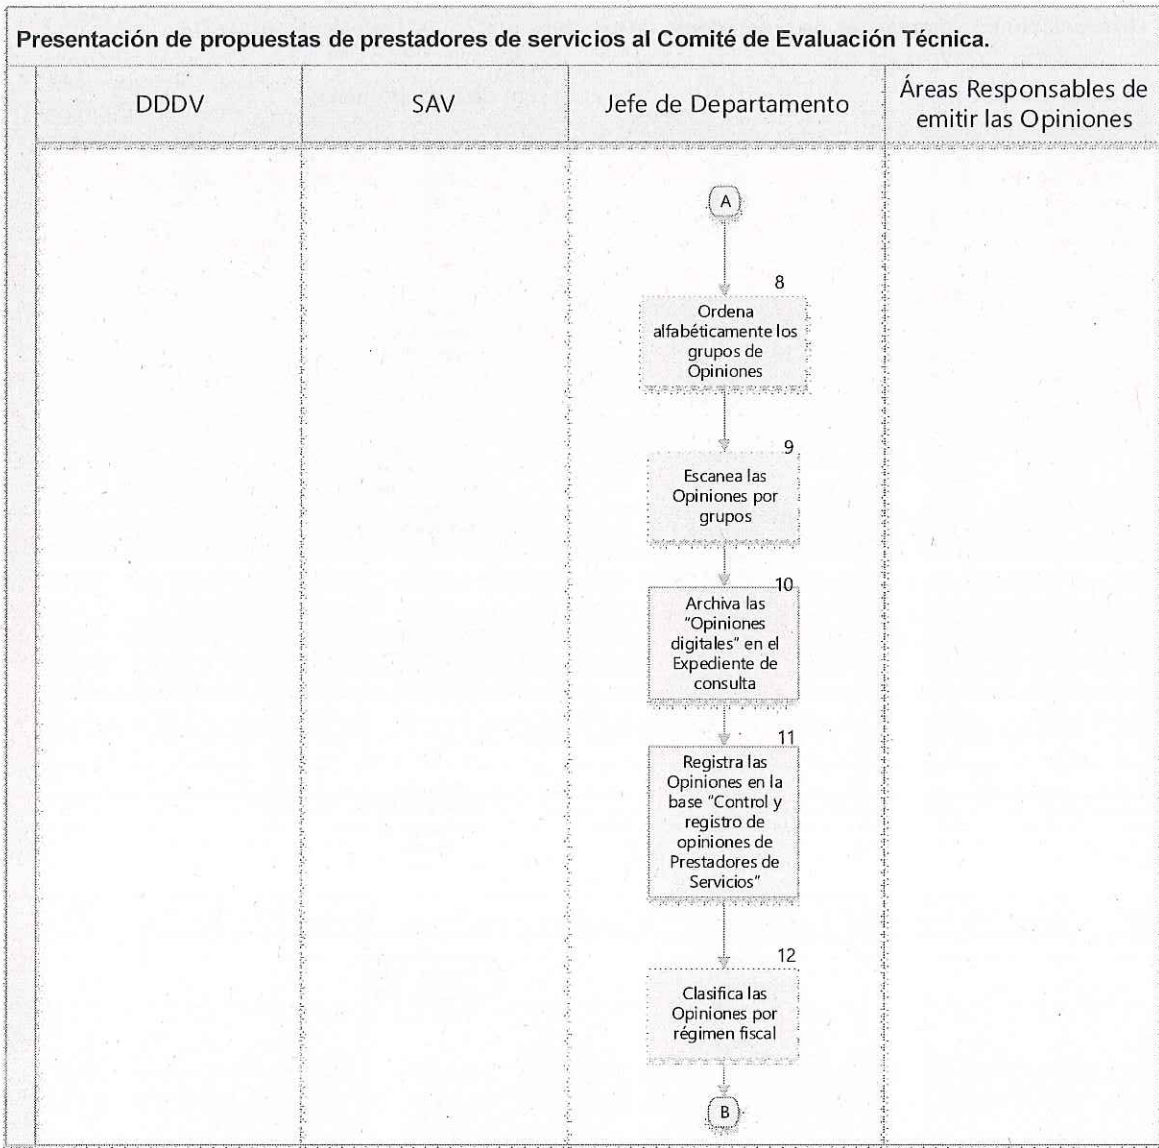 Presentación de propuestas de prestadores de servicios al Comité de Evaluación Técnica.
DDDV
SAV
Jefe de Departamento
Áreas Responsables de
emitir las Opiniones
A
8
Ordena
alfabéticamente los
grupos de
Opiniones
9
Escanea las
Opiniones por
grupos
10
Archiva las
"Opiniones
digitales" en el
Expediente de
consulta
11
Registra las
Opiniones en la
base "Control y
registro de
opiniones de
Prestadores de
Servicios"
12
Clasifica las
Opiniones por
régimen fiscal
B